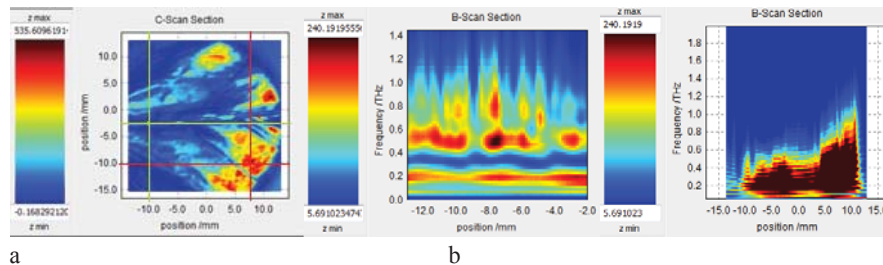 z max
535.6096191
-0.168292120
z min
C-Scan Section
position /mm
10.0
5.0
0.0
-5.0
-10.0
-15.0
-10.0 -5.0 0.0 5.0 10.0
position /mm
z max
240.1919555
5.69102347
z min
B-Scan Section
Frequency /THz
1.4
1.2
1.0
0.8
0.6
0.4
0.2
0.0
-12.0 -10.0 -8.0 -6.0 -4.0 -2.0
position /mm
z max
240.1919
5.691023
z min
B-Scan Section
Frequency /THz
1.8
1.6
1.4
1.2
1.0
0.8
0.6
0.4
0.2
-15.0 -10.0 -5.0 0.0 5.0 10.0 15.0
position /mm
a b